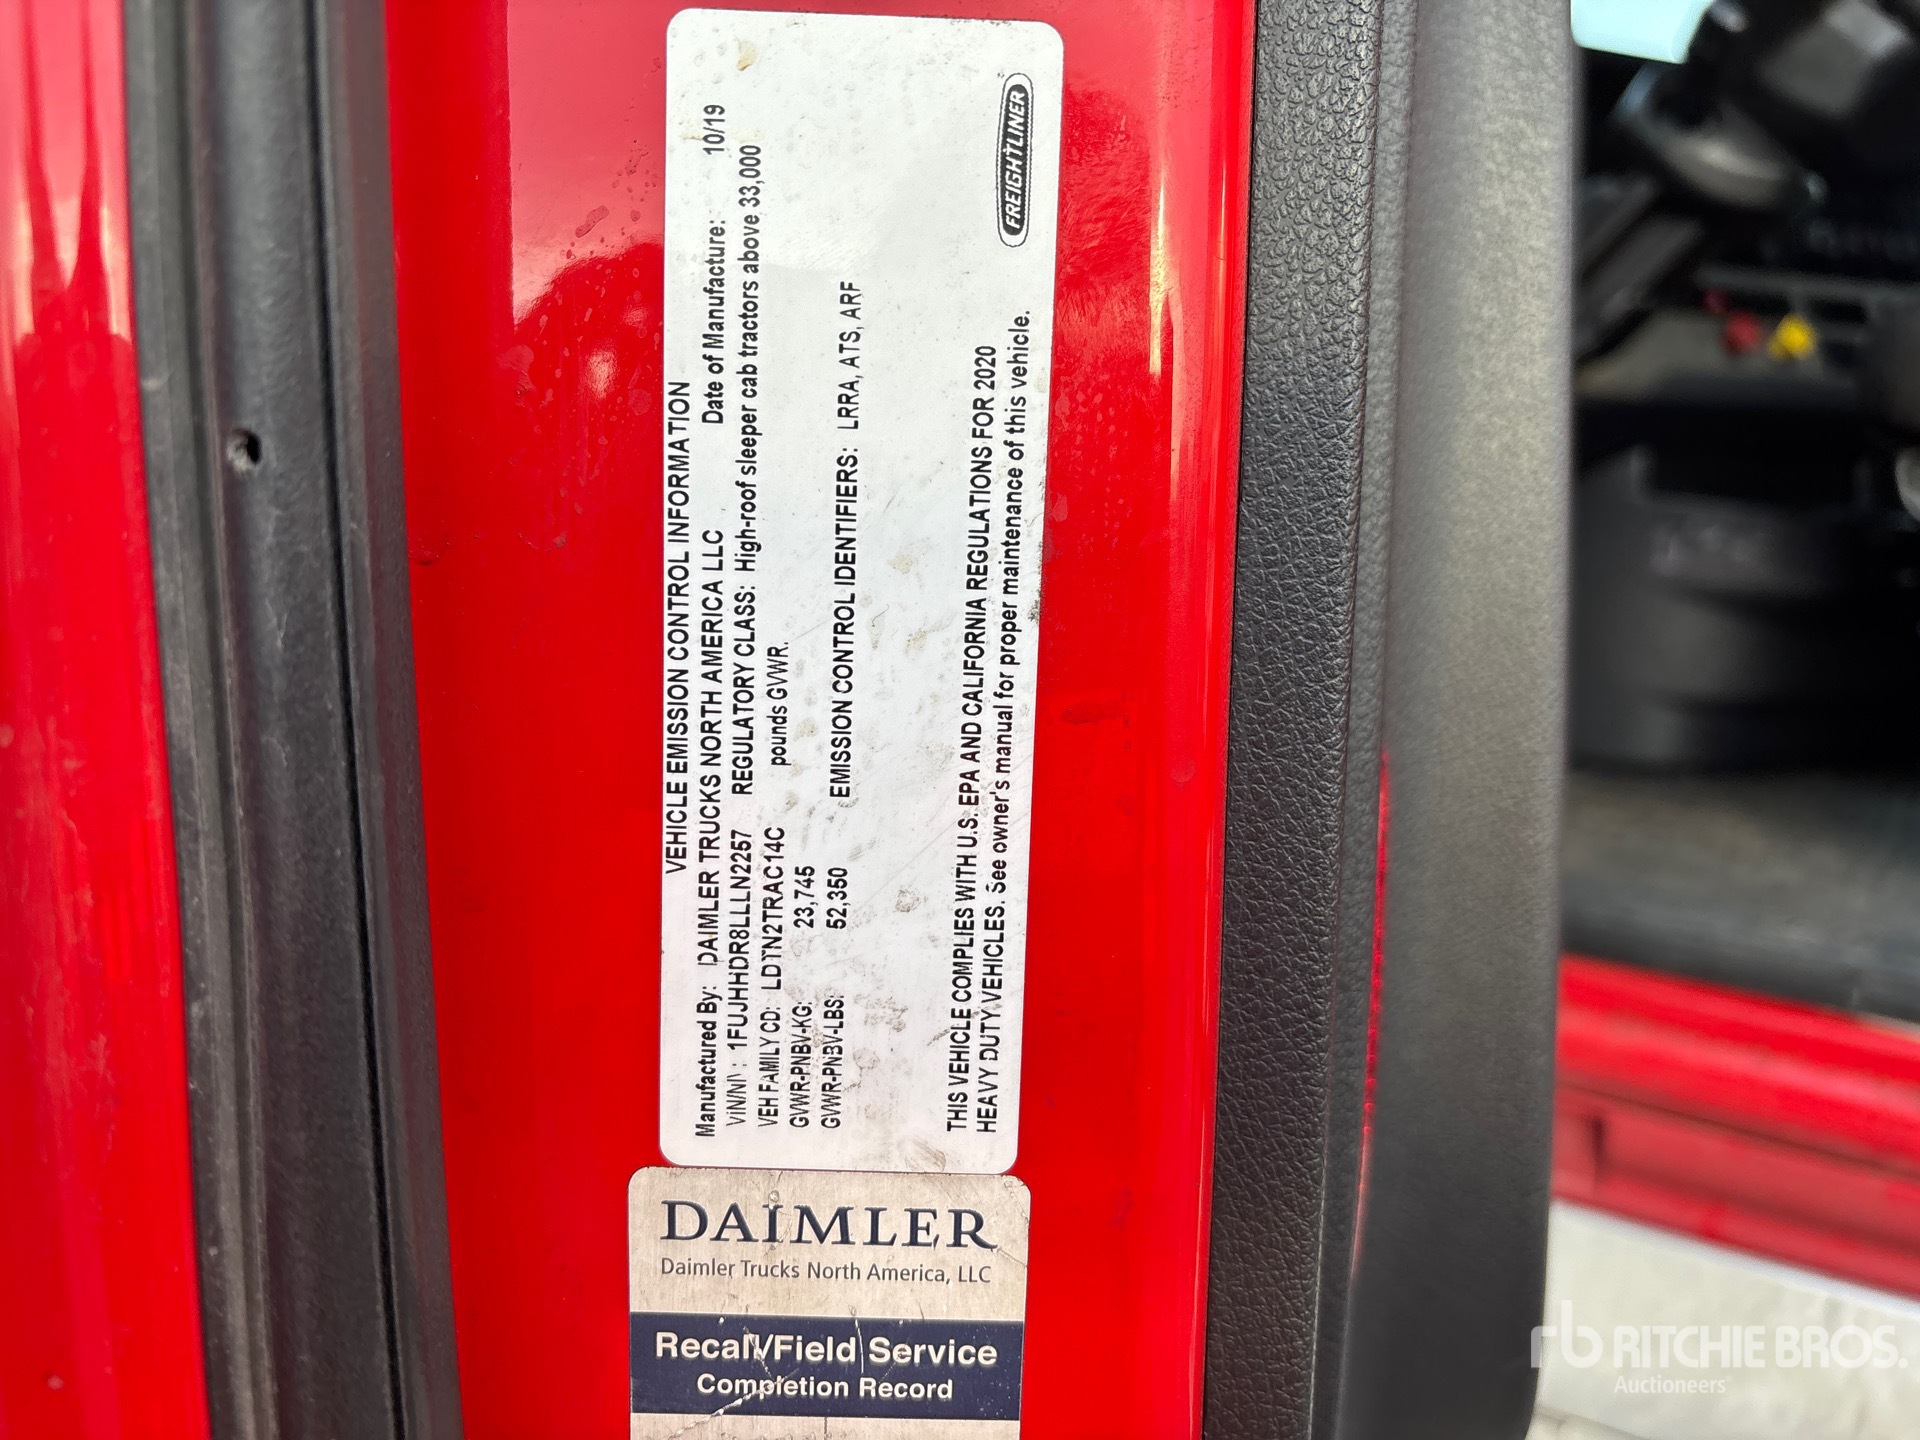 VEHICLE EMISSION CONTROL INFORMATION
Manufactured By: DAIMLER TRUCKS NORTH AMERICA LLC Date of Manufacture: 10/19
VIN/NIV: 1FUJHHDR8LLLN2257 REGULATORY CLASS: High-roof sleeper cab tractors above 33,000
VEH FAMILY CD: LDTN2TRAC14C pounds GVWR.
GVWR-PNBV-KG: 23,745
GVWR-PNBV-LBS: 52,350 EMISSION CONTROL IDENTIFIERS: LRRA, ATS, ARF
THIS VEHICLE COMPLIES WITH U.S. EPA AND CALIFORNIA REGULATIONS FOR 2020
HEAVY DUTY VEHICLES. See owner's manual for proper maintenance of this vehicle.
FREIGHTLINER
DAIMLER
Daimler Trucks North America, LLC
Recall/Field Service
Completion Record
rb RITCHIE BROS.
Auctioneers